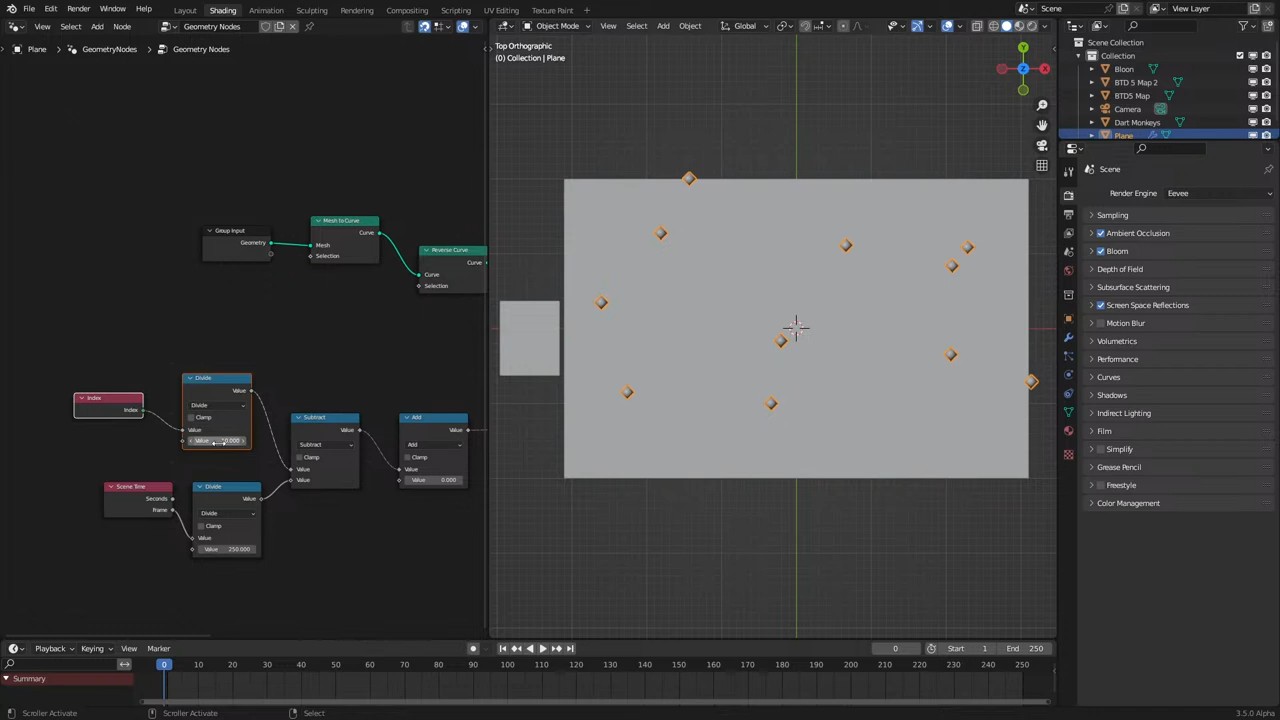 File Edit Render Window Help Layout Shading Animation Sculpting Rendering Compositing Scripting UV Editing Texture Paint Scene View Layer
View Select Add Node Geometry Nodes Object Mode View Select Add Object Global
Plane > GeometryNodes > Geometry Nodes
Top Orthographic
(0) Collection | Plane
Y
X
Z
Scene Collection
Collection
Bloon
BTD 5 Map 2
BTD5 Map
Camera
Dart Monkeys
Plane
Scene
Render Engine Eevee
Sampling
Ambient Occlusion
Bloom
Depth of Field
Subsurface Scattering
Screen Space Reflections
Motion Blur
Volumetrics
Performance
Curves
Shadows
Indirect Lighting
Film
Simplify
Grease Pencil
Freestyle
Color Management
Group Input
Geometry
Mesh to Curve
Curve
Mesh
Selection
Reverse Curve
Curve
Curve
Selection
Index
Index
Divide
Value
Divide
Clamp
Value
Value
Subtract
Value
Subtract
Clamp
Value
Value
Add
Value
Add
Clamp
Value
Value 0.000
Scene Time
Seconds
Frame
Divide
Value
Divide
Clamp
Value
Value 250.000
Playback Keying View Marker 0 Start 1 End 250
0 10 20 30 40 50 60 70 80 90 100 110 120 130 140 150 160 170 180 190 200 210 220 230 240 250
Summary
Scroller Activate Scroller Activate Select 3.5.0 Alpha